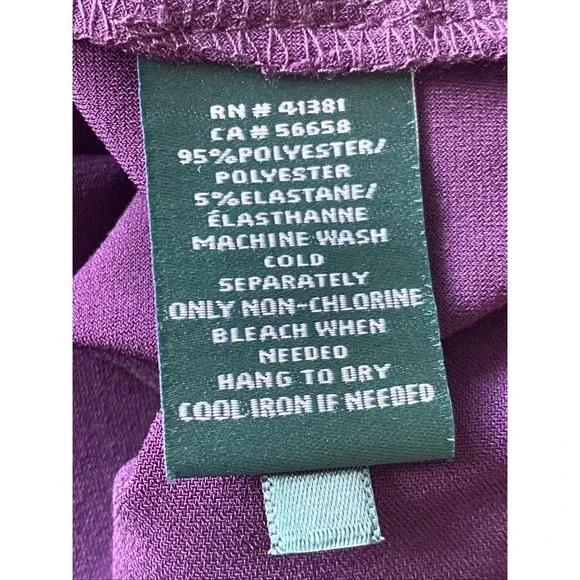 RN # 41381
CA # 56658
95%POLYESTER/
POLYESTER
5%ELASTANE/
ÉLASTHANNE
MACHINE WASH
COLD
SEPARATELY
ONLY NON-CHLORINE
BLEACH WHEN
NEEDED
HANG TO DRY
COOL IRON IF NEEDED